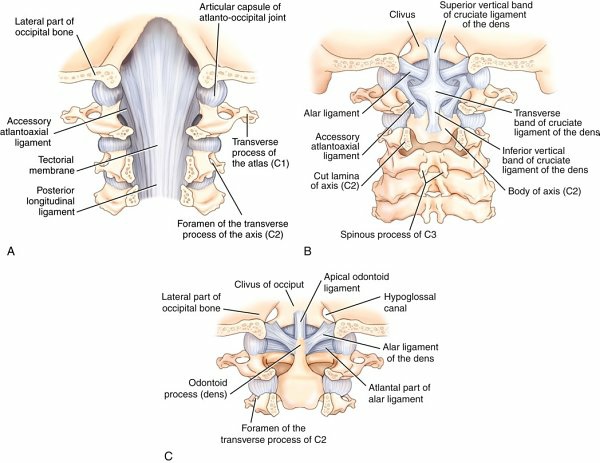 Lateral part of
occipital bone
Articular capsule of
atlanto-occipital joint
Accessory
atlantoaxial
ligament
Tectorial
membrane
Posterior
longitudinal
ligament
Transverse
process of
the atlas (C1)
Foramen of the transverse
process of the axis (C2)
A
Clivus
Superior vertical band
of cruciate ligament
of the dens
Alar ligament
Accessory
atlantoaxial
ligament
Cut lamina
of axis (C2)
Transverse
band of cruciate
ligament of the dens
Inferior vertical
band of cruciate
ligament of the dens
Body of axis (C2)
Spinous process of C3
B
Clivus of occiput
Apical odontoid
ligament
Lateral part of
occipital bone
Hypoglossal
canal
Alar ligament
of the dens
Odontoid
process (dens)
Atlantal part of
alar ligament
Foramen of the
transverse process of C2
C